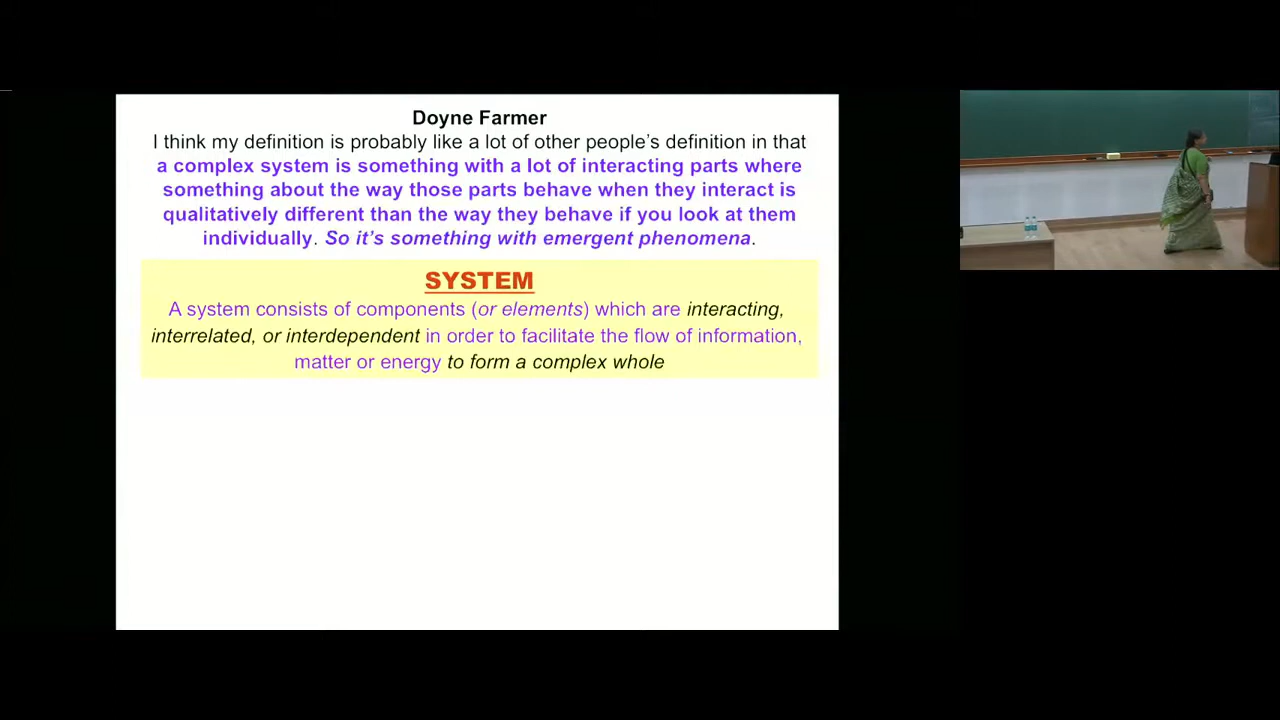 Doyne Farmer
I think my definition is probably like a lot of other people's definition in that
a complex system is something with a lot of interacting parts where
something about the way those parts behave when they interact is
qualitatively different than the way they behave if you look at them
individually. So it's something with emergent phenomena.
SYSTEM
A system consists of components (or elements) which are interacting,
interrelated, or interdependent in order to facilitate the flow of information,
matter or energy to form a complex whole